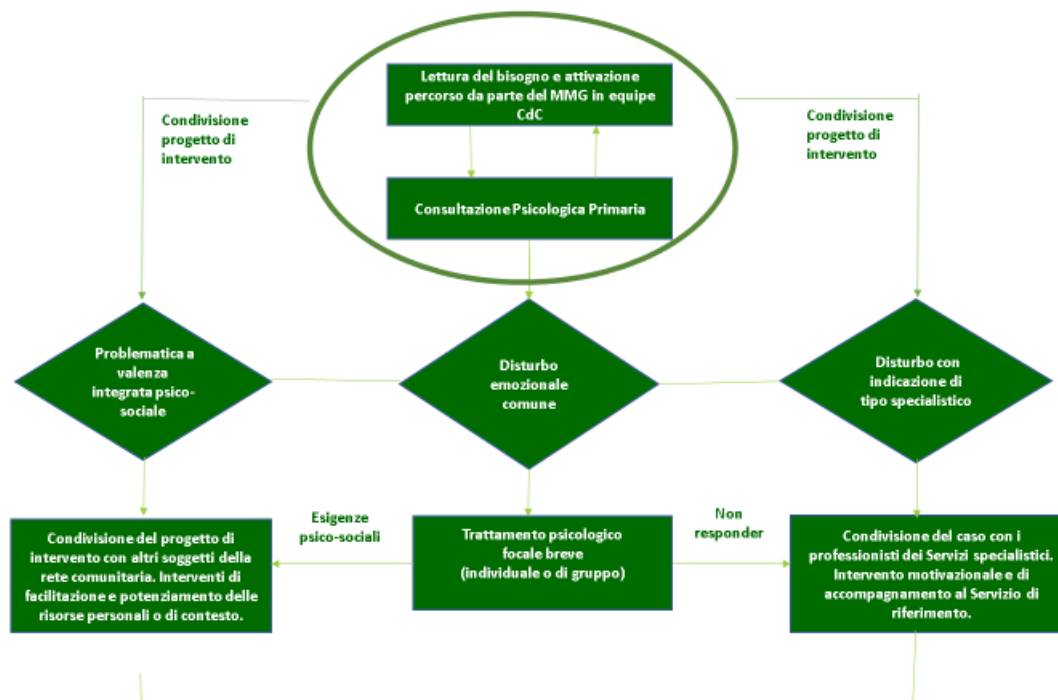 Lettura del bisogno e attivazione
percorso da parte del MMG in equipe
CdC
Condivisione
progetto di
intervento
Condivisione
progetto di
intervento
Consultazione Psicologica Primaria
Problematica a
valenza
integrata psico-
sociale
Disturbo
emozionale
comune
Disturbo con
indicazione di
tipo specialistico
Condivisione del progetto di
intervento con altri soggetti della
rete comunitaria. Interventi di
facilitazione e potenziamento delle
risorse personali o di contesto.
Esigenze
psico-sociali
Trattamento psicologico
focale breve
(individuale o di gruppo)
Non
responder
Condivisione del caso con i
professionisti dei Servizi specialistici.
Intervento motivazionale e di
accompagnamento al Servizio di
riferimento.